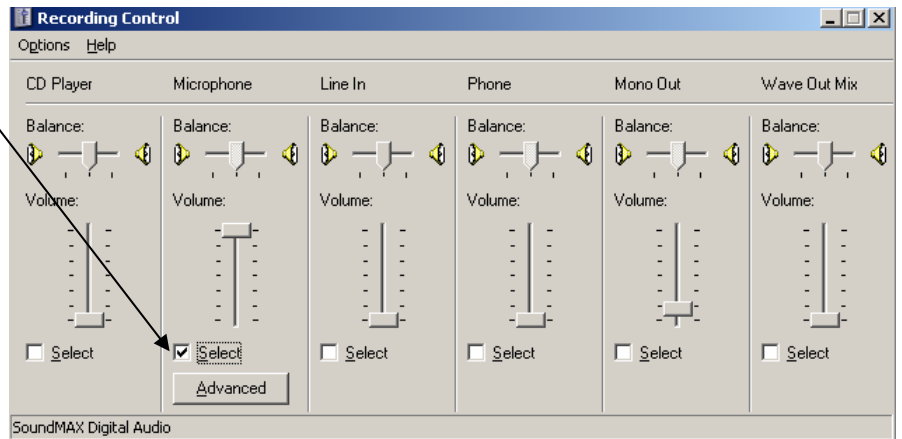 Recording Control
Options Help
CD Player Microphone Line In Phone Mono Out Wave Out Mix
Balance: Balance: Balance: Balance: Balance: Balance:
Volume: Volume: Volume: Volume: Volume: Volume:
Select Select Select Select Select Select
Advanced
SoundMAX Digital Audio